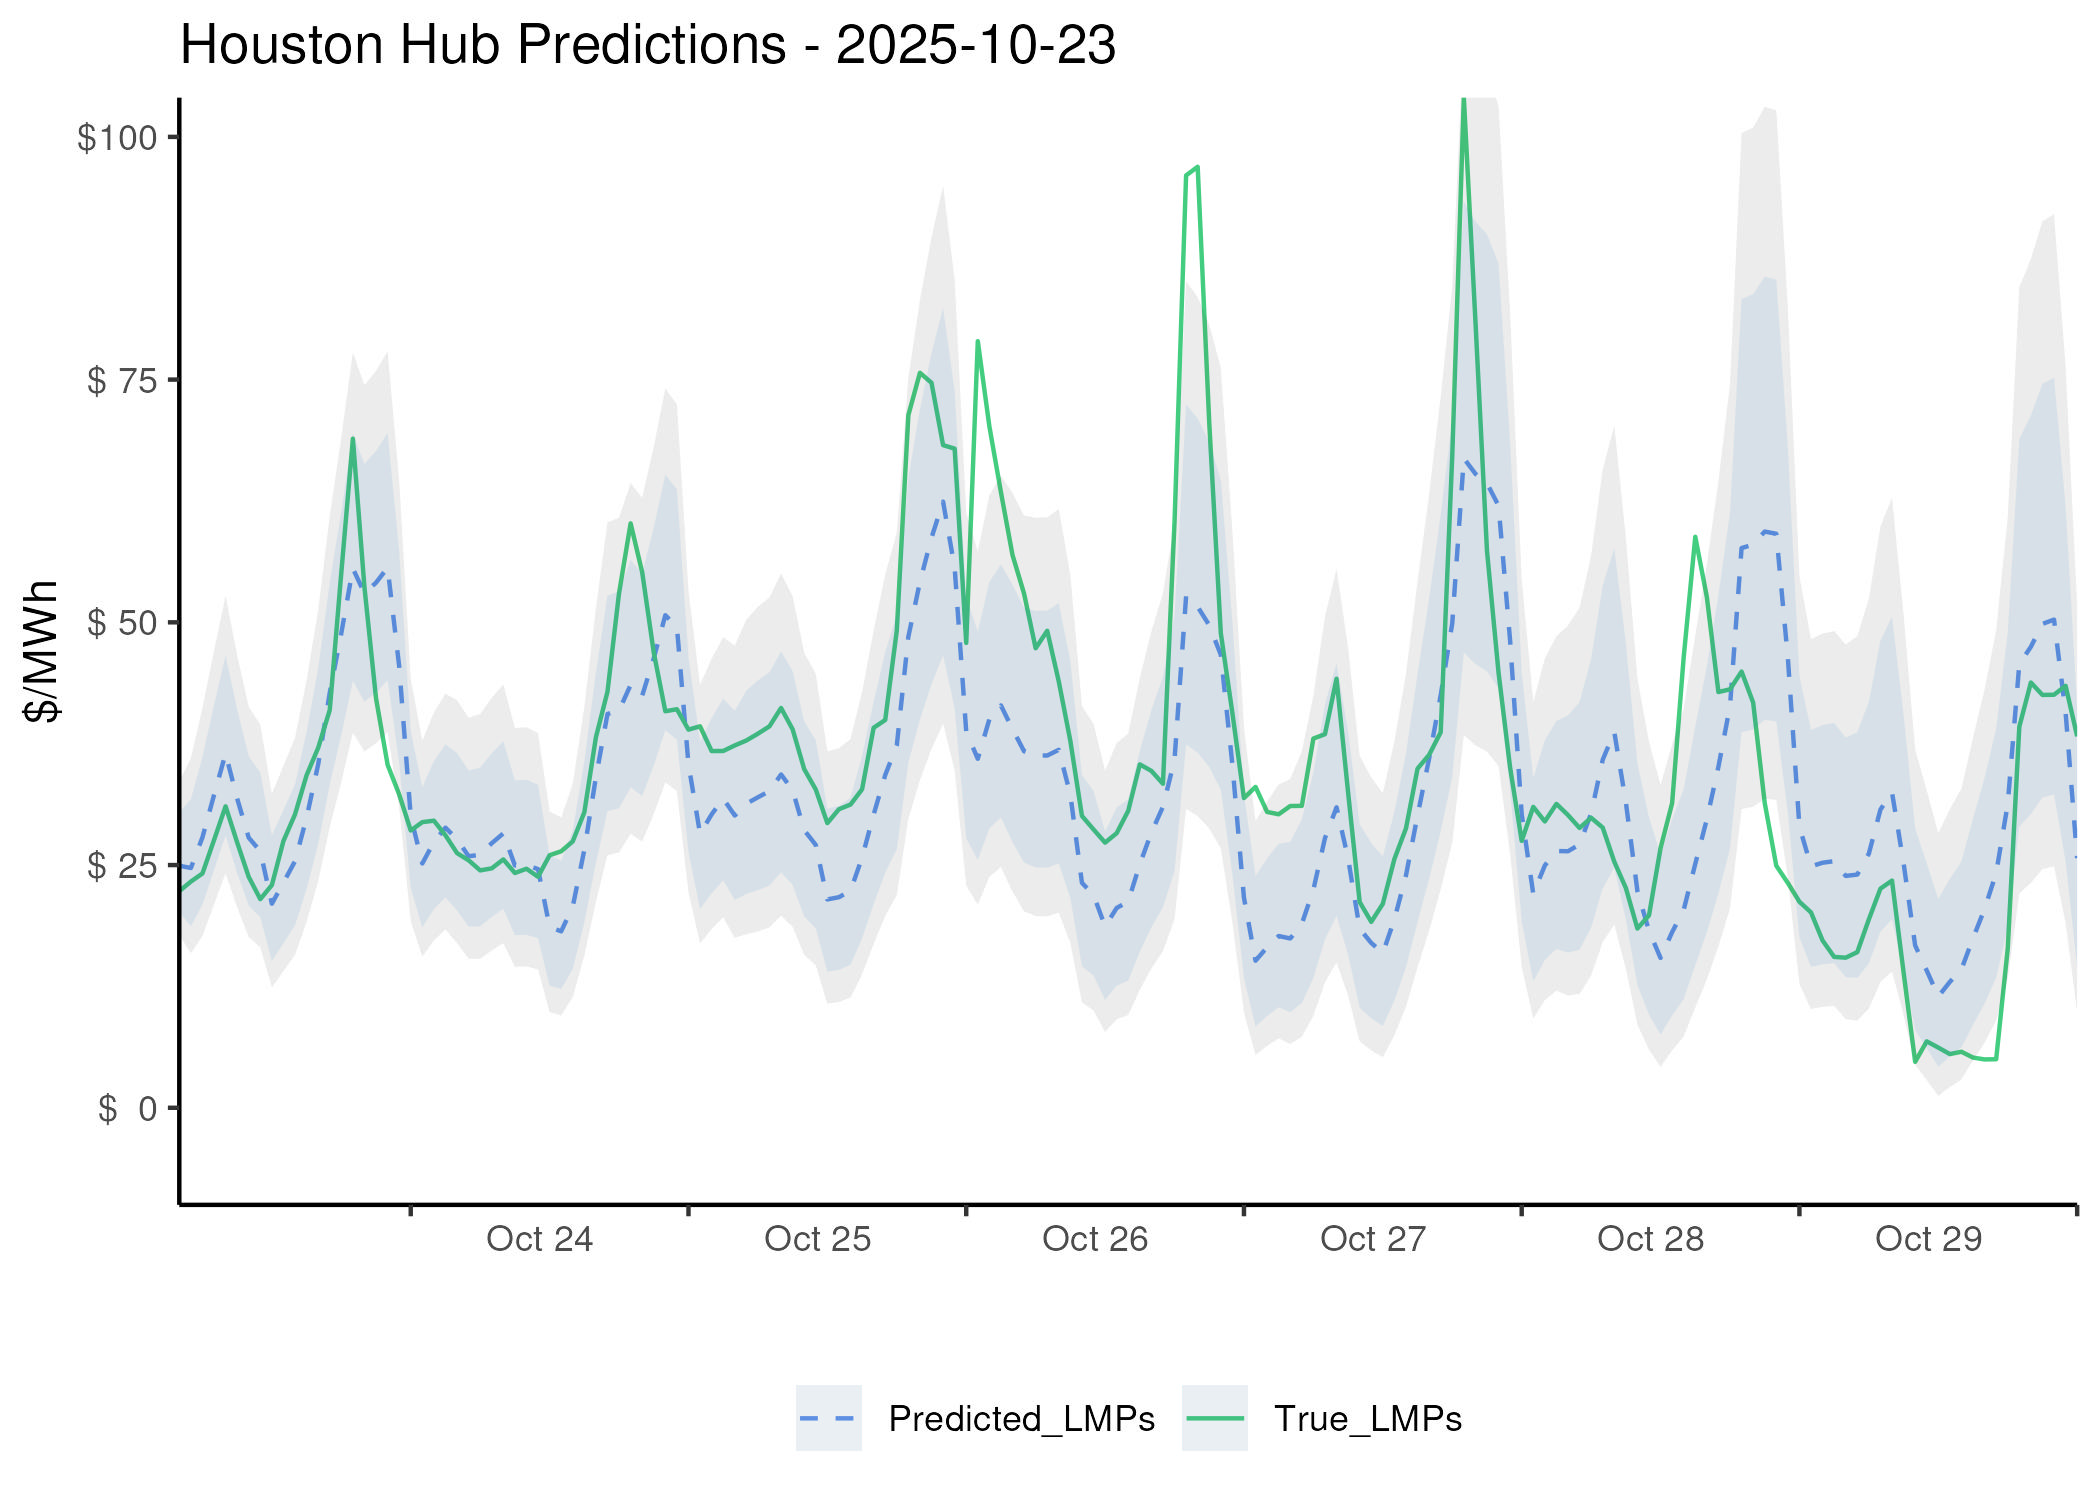 Houston Hub Predictions - 2025-10-23
$/MWh
$100
$ 75
$ 50
$ 25
$  0
Oct 24 Oct 25 Oct 26 Oct 27 Oct 28 Oct 29
Predicted_LMPs True_LMPs